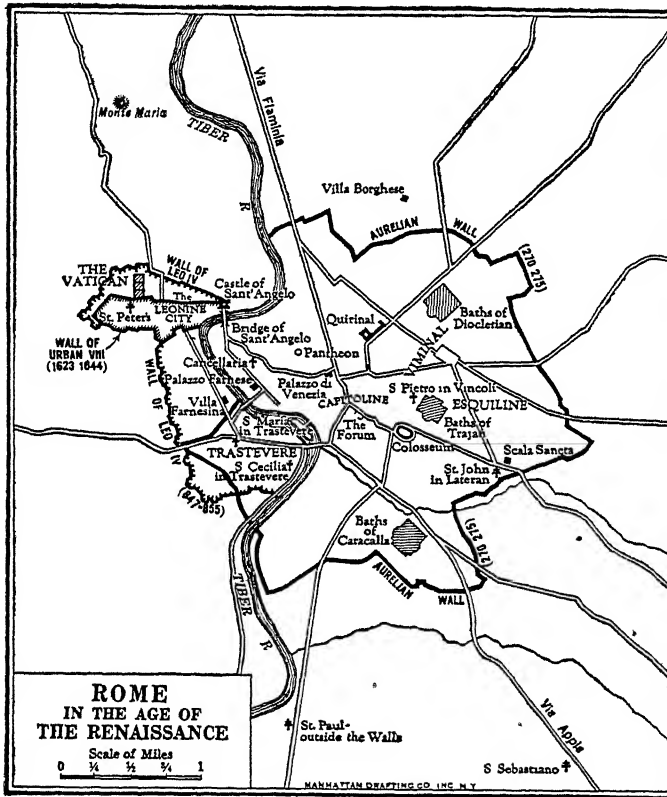 Monte Maria
TIBER
R
Via Flaminia
Villa Borghese
AURELIAN WALL
(270 275)
WALL OF LEO IV
THE
VATICAN
The
LEONINE CITY
St. Peter's
Castle of
Sant'Angelo
Bridge of
Sant'Angelo
WALL OF
URBAN VIII
(1623 1644)
Quirinal
Baths of
Dioclerian
VIMINAL
Pantheon
Cancellaria
Palazzo Farnese
Palazzo di
Venezia
CAPITOLINE
S Pietro in Vincoli
ESQUILINE
Baths of
Trajan
Villa
Farnesina
WALL OF LEO IV
(847-855)
S Maria
in Trastevere
TRASTEVERE
S Cecilia
in Trastevere
The
Forum
Colosseum
Scala Sancta
St. John
in Lateran
Baths
of
Caracalla
(270 275)
AURELIAN
WALL
TIBER
R
ROME
IN THE AGE OF
THE RENAISSANCE
Scale of Miles
0 ¼ ½ ¾ 1
St. Paul-
outside the Walls
Via Appia
S Sebastiano
MANHATTAN DRAFTING CO INC N.Y